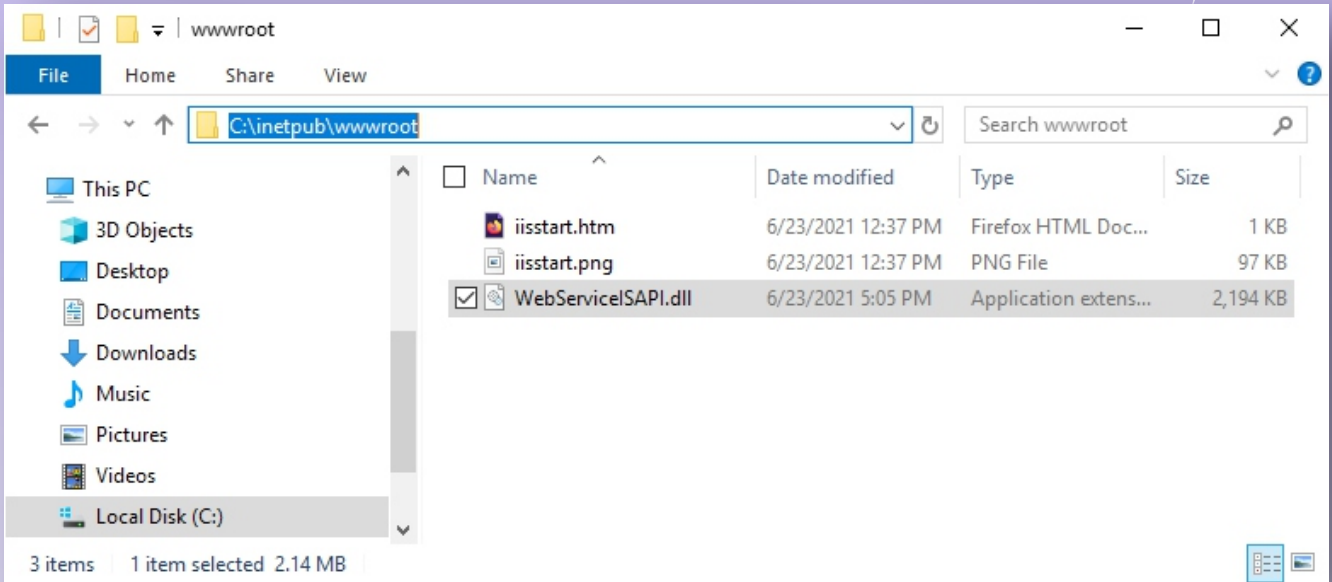 wwwroot
File Home Share View
C:\inetpub\wwwroot Search wwwroot
This PC
3D Objects
Desktop
Documents
Downloads
Music
Pictures
Videos
Local Disk (C:)
Name Date modified Type Size
iisstart.htm 6/23/2021 12:37 PM Firefox HTML Doc... 1 KB
iisstart.png 6/23/2021 12:37 PM PNG File 97 KB
WebServiceISAPI.dll 6/23/2021 5:05 PM Application extens... 2,194 KB
3 items 1 item selected 2.14 MB